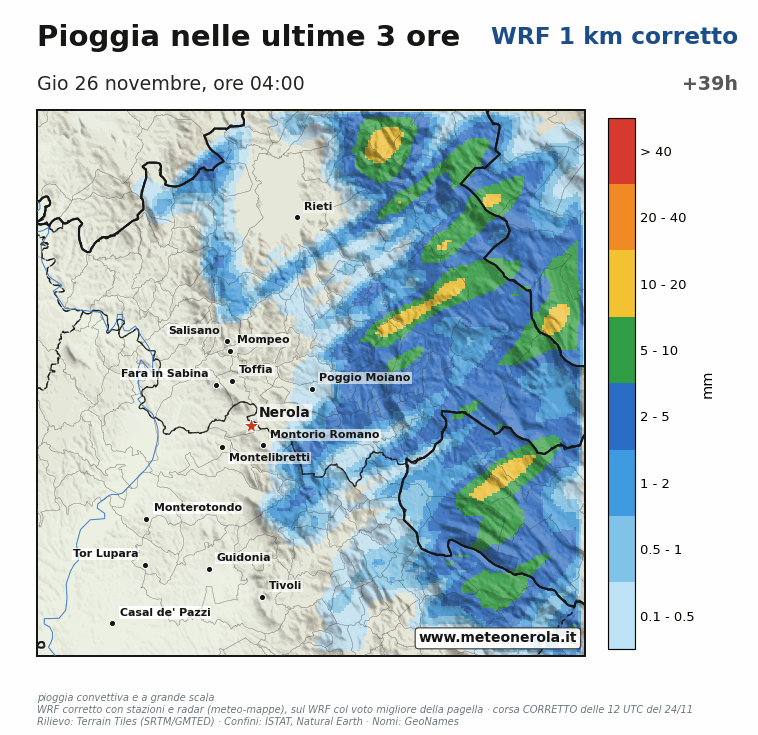 Pioggia nelle ultime 3 ore
WRF 1 km corretto
Gio 26 novembre, ore 04:00
+39h
Rieti
Salisano
Mompeo
Fara in Sabina
Toffia
Poggio Moiano
Nerola
Montorio Romano
Montelibretti
Monterotondo
Tor Lupara
Guidonia
Tivoli
Casal de' Pazzi
www.meteonerola.it
> 40
20 - 40
10 - 20
5 - 10
2 - 5
1 - 2
0.5 - 1
0.1 - 0.5
mm
pioggia convettiva e a grande scala
WRF corretto con stazioni e radar (meteo-mappe), sul WRF col voto migliore della pagella · corsa CORRETTO delle 12 UTC del 24/11
Rilievo: Terrain Tiles (SRTM/GMTED) · Confini: ISTAT, Natural Earth · Nomi: GeoNames